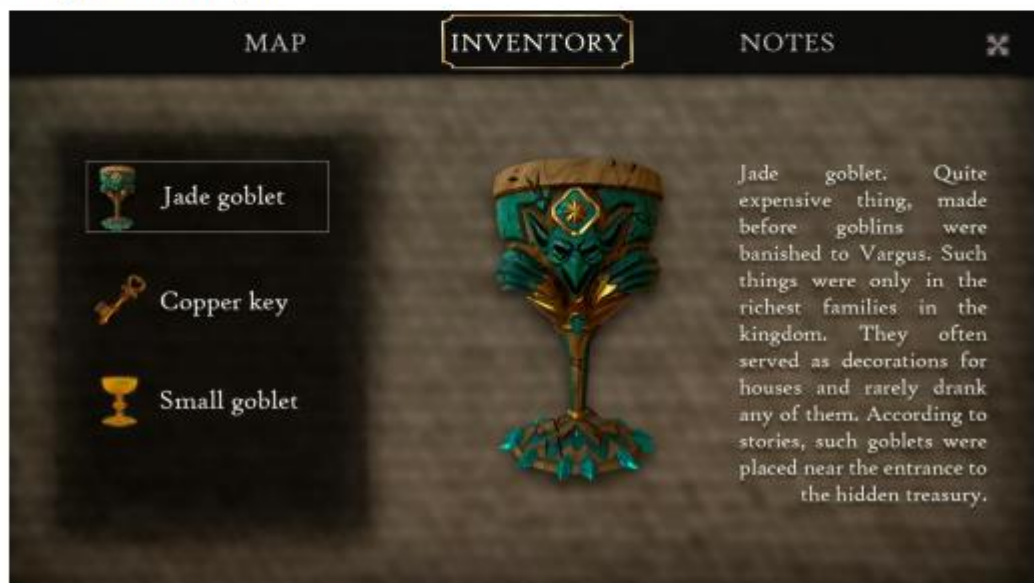 MAP INVENTORY NOTES
Jade goblet
Copper key
Small goblet
Jade goblet. Quite
expensive thing, made
before goblins were
banished to Vargus. Such
things were only in the
richest families in the
kingdom. They often
served as decorations for
houses and rarely drank
any of them. According to
stories, such goblets were
placed near the entrance to
the hidden treasury.